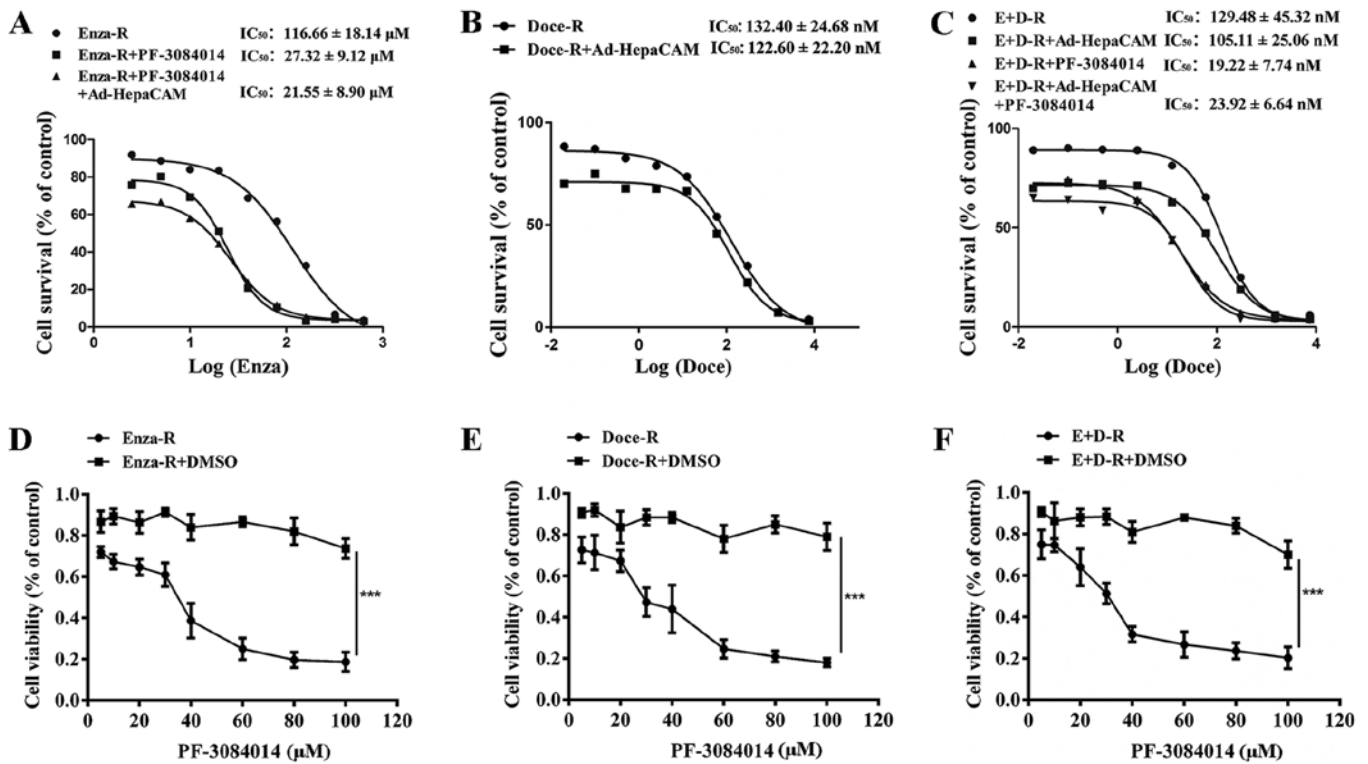 A
Enza-R IC₅₀: 116.66 ± 18.14 μM
Enza-R+PF-3084014 IC₅₀: 27.32 ± 9.12 μM
Enza-R+PF-3084014
+Ad-HepaCAM IC₅₀: 21.55 ± 8.90 μM
Cell survival (% of control)
100
80
60
40
20
0
0 1 2 3
Log (Enza)
B
Doce-R IC₅₀: 132.40 ± 24.68 nM
Doce-R+Ad-HepaCAM IC₅₀: 122.60 ± 22.20 nM
Cell survival (% of control)
100
50
0
-2 0 2 4
Log (Doce)
C
E+D-R IC₅₀: 129.48 ± 45.32 nM
E+D-R+Ad-HepaCAM IC₅₀: 105.11 ± 25.06 nM
E+D-R+PF-3084014 IC₅₀: 19.22 ± 7.74 nM
E+D-R+Ad-HepaCAM
+PF-3084014 IC₅₀: 23.92 ± 6.64 nM
Cell survival (% of control)
100
50
0
-2 0 2 4
Log (Doce)
D
Enza-R
Enza-R+DMSO
Cell viability (% of control)
1.0
0.8
0.6
0.4
0.2
0.0
***
0 20 40 60 80 100 120
PF-3084014 (μM)
E
Doce-R
Doce-R+DMSO
Cell viability (% of control)
1.0
0.8
0.6
0.4
0.2
0.0
***
0 20 40 60 80 100 120
PF-3084014 (μM)
F
E+D-R
E+D-R+DMSO
Cell viability (% of control)
1.0
0.8
0.6
0.4
0.2
0.0
***
0 20 40 60 80 100 120
PF-3084014 (μM)